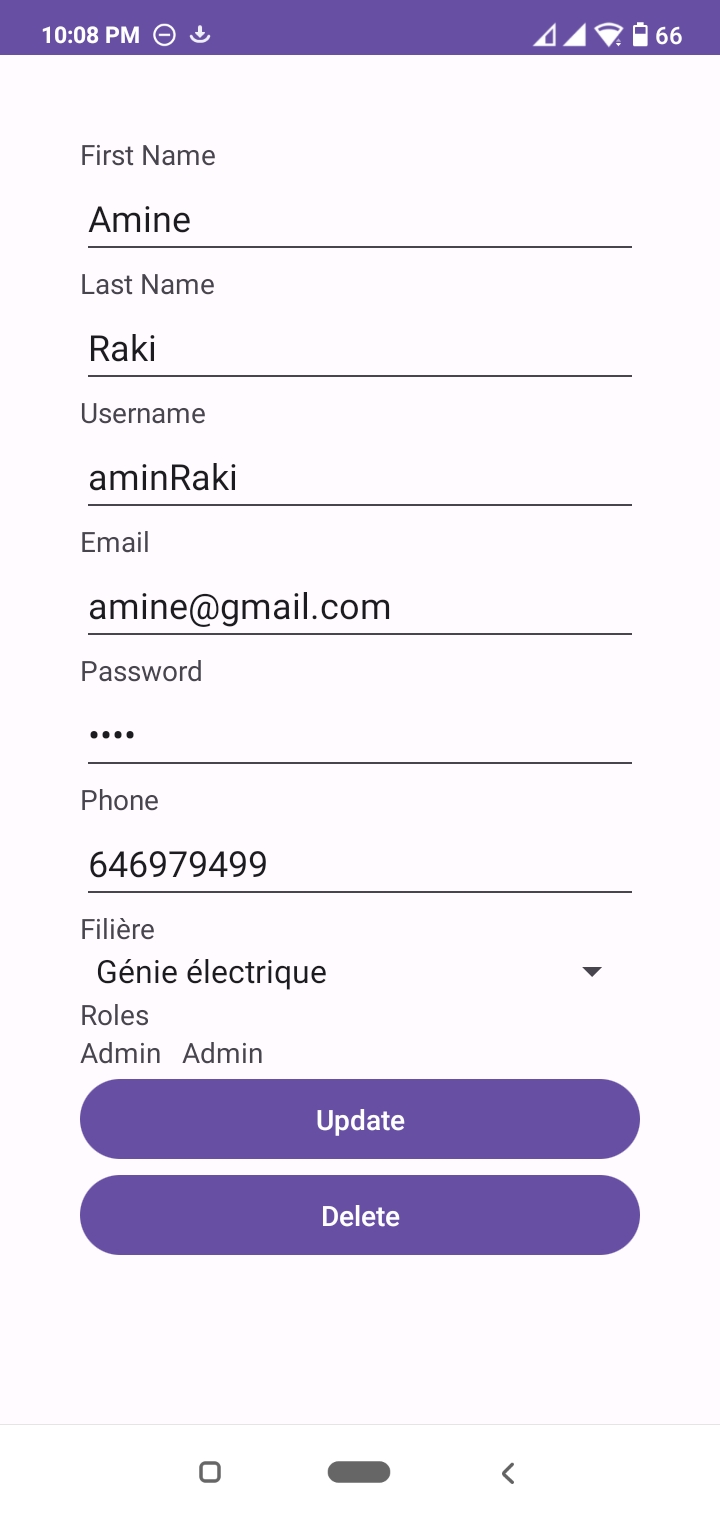 10:08 PM 66
First Name
Amine
Last Name
Raki
Username
aminRaki
Email
amine@gmail.com
Password
••••
Phone
646979499
Filière
Génie électrique
Roles
Admin Admin
Update
Delete